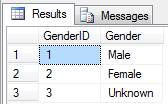 Results Messages
GenderID Gender
1 1 Male
2 2 Female
3 3 Unknown